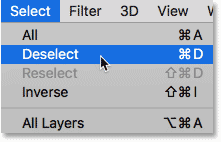 Select Filter 3D View
All ⌘A
Deselect ⌘D
Reselect ⇧⌘D
Inverse ⇧⌘I
All Layers ⌥⌘A